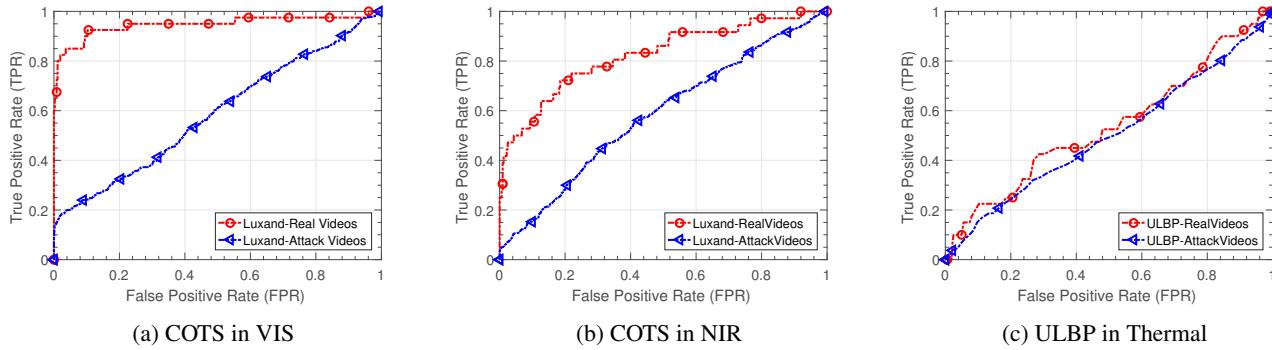 True Positive Rate (TPR)
1
0.8
0.6
0.4
0.2
0
Luxand-Real Videos
Luxand-Attack Videos
0
0.2
0.4
0.6
0.8
1
False Positive Rate (FPR)
(a) COTS in VIS
True Positive Rate (TPR)
1
0.8
0.6
0.4
0.2
0
Luxand-RealVideos
Luxand-AttackVideos
0
0.2
0.4
0.6
0.8
1
False Positive Rate (FPR)
(b) COTS in NIR
True Positive Rate (TPR)
1
0.8
0.6
0.4
0.2
0
ULBP-RealVideos
ULBP-AttackVideos
0
0.2
0.4
0.6
0.8
1
False Positive Rate (FPR)
(c) ULBP in Thermal